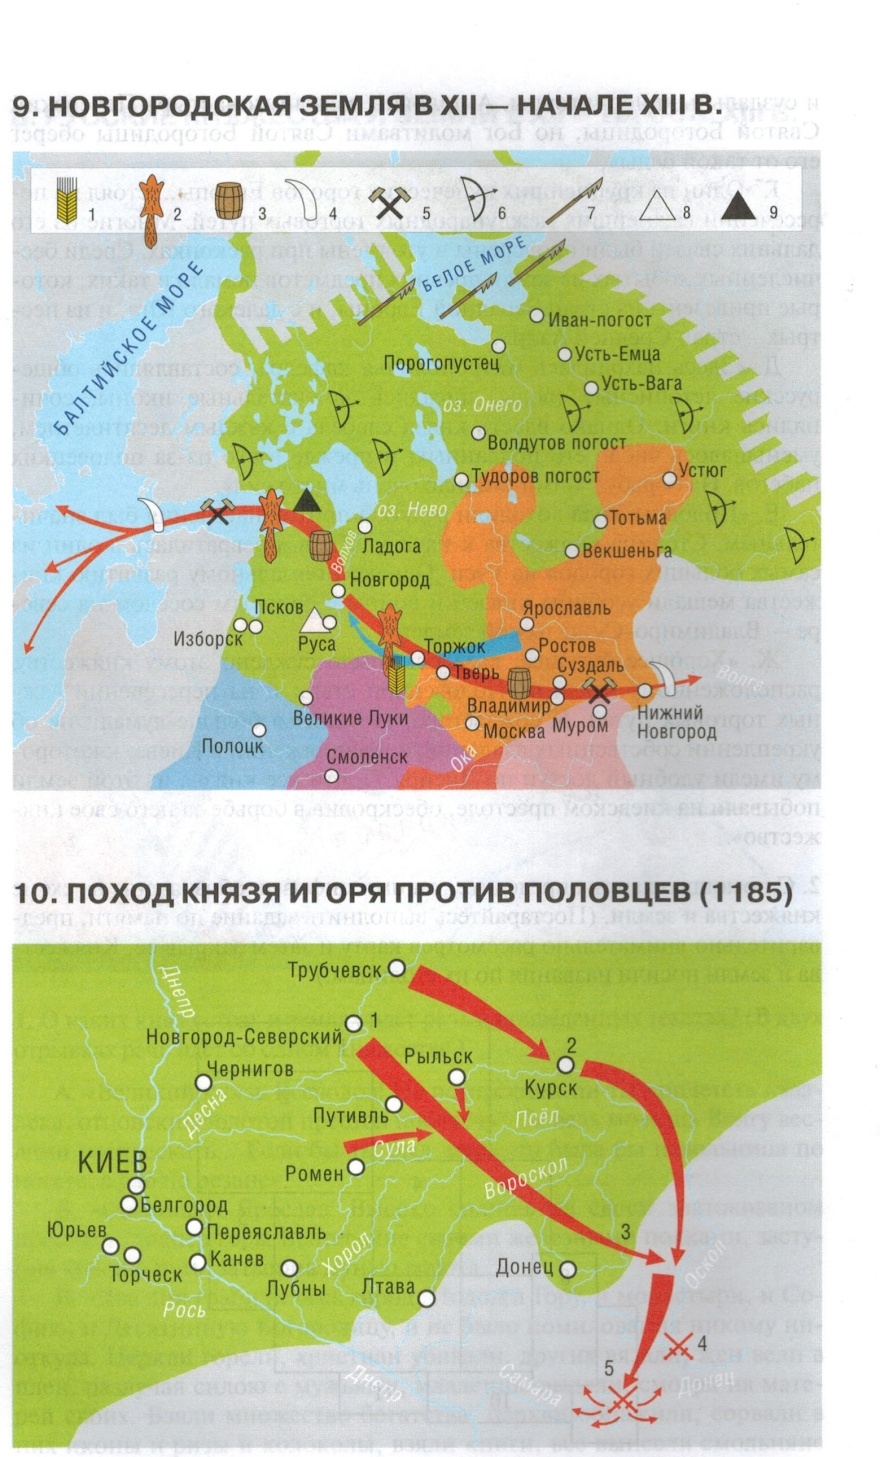 9. НОВГОРОДСКАЯ ЗЕМЛЯ В XII — НАЧАЛЕ XIII В.
1 2 3 4 5 6 7 8 9
БАЛТИЙСКОЕ МОРЕ
БЕЛОЕ МОРЕ
Иван-погост
Порогопустец
Усть-Емца
Усть-Вага
оз. Онего
Волдутов погост
Тудоров погост
Устюг
оз. Нево
Тотьма
Ладога
Векшеньга
Волхов
Новгород
Псков
Ярославль
Изборск
Руса
Торжок
Ростов
Суздаль
Тверь
Волга
Великие Луки
Владимир
Муром
Нижний
Новгород
Полоцк
Москва
Смоленск
Ока
10. ПОХОД КНЯЗЯ ИГОРЯ ПРОТИВ ПОЛОВЦЕВ (1185)
Трубчевск
Днепр
1
Новгород-Северский
2
Рыльск
Чернигов
Курск
Десна
Путивль
Псёл
Сула
КИЕВ
Ромен
Вороскол
Белгород
Юрьев
Переяславль
3
Торческ
Канев
Хорол
Донец
Оскол
Лубны
Лтава
Рось
4
5
Днепр
Самара
Донец